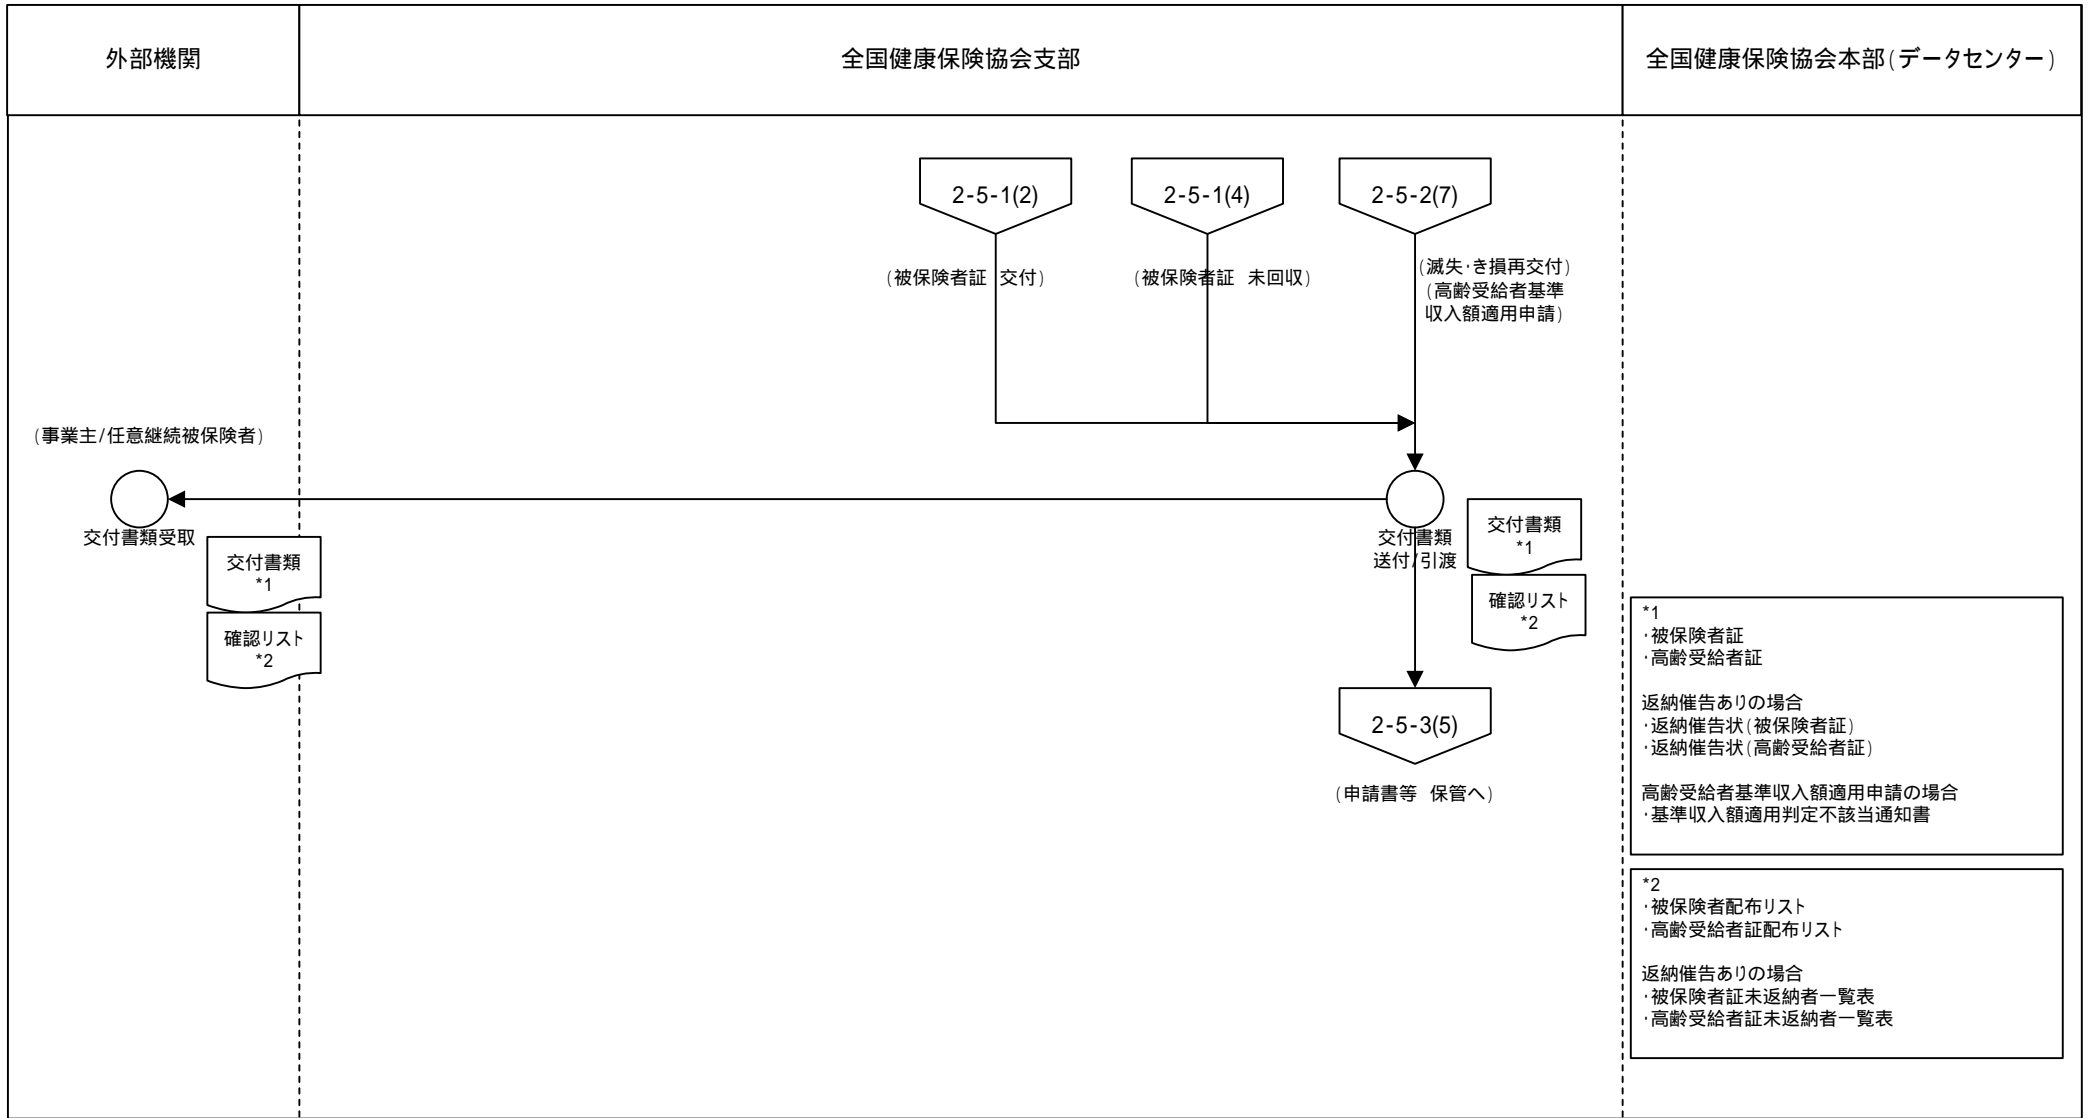 外部機関
全国健康保険協会支部
全国健康保険協会本部(データセンター)
2-5-1(2)
2-5-1(4)
2-5-2(7)
(被保険者証 交付)
(被保険者証 未回収)
(滅失・き損再交付)
(高齢受給者基準
収入額適用申請)
(事業主/任意継続被保険者)
交付書類受取
交付書類
*1
確認リスト
*2
交付書類
送付/引渡
交付書類
*1
確認リスト
*2
2-5-3(5)
(申請書等 保管へ)
*1
・被保険者証
・高齢受給者証
返納催告ありの場合
・返納催告状(被保険者証)
・返納催告状(高齢受給者証)
高齢受給者基準収入額適用申請の場合
・基準収入額適用判定不該当通知書
*2
・被保険者配布リスト
・高齢受給者証配布リスト
返納催告ありの場合
・被保険者証未返納者一覧表
・高齢受給者証未返納者一覧表